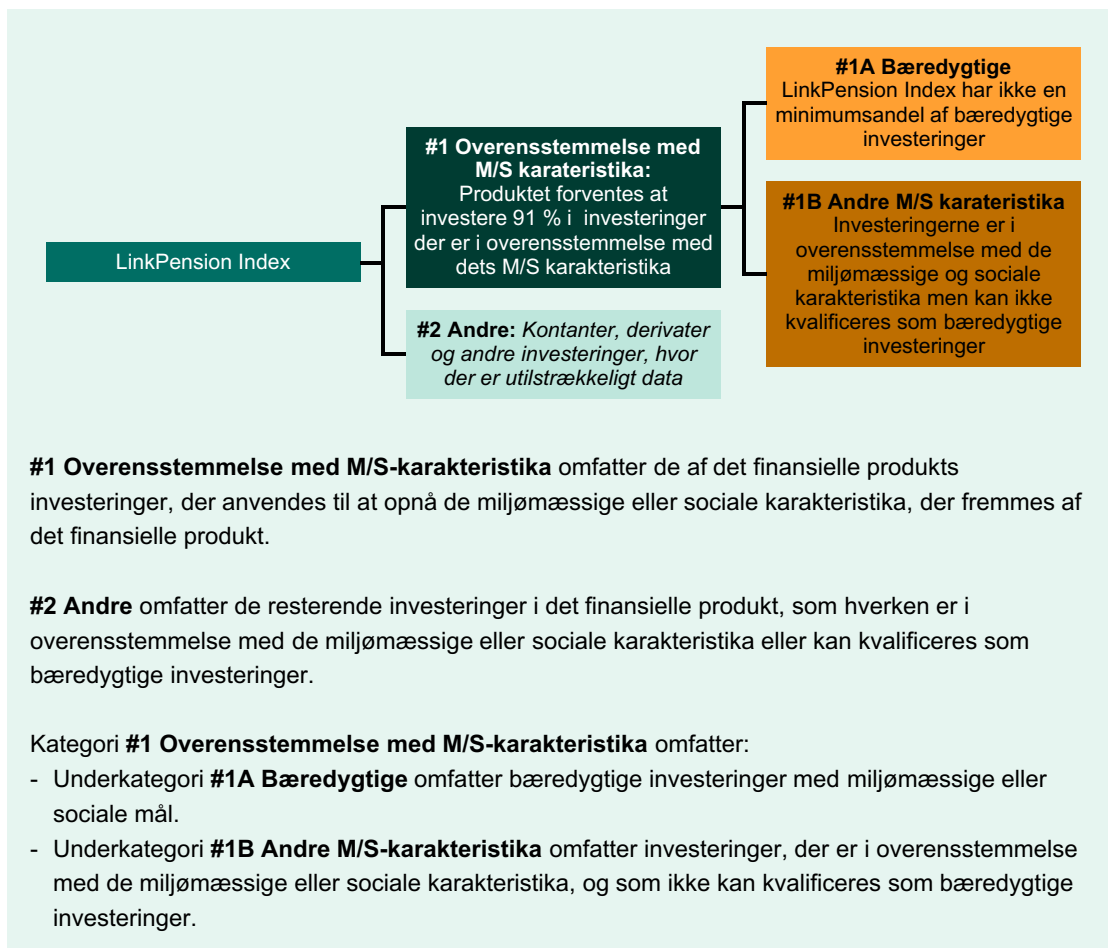 #1A Bæredygtige
LinkPension Index har ikke en
minimumsandel af bæredygtige
investeringer
#1 Overensstemmelse med
M/S karateristika:
Produktet forventes at
investere 91 % i investeringer
der er i overensstemmelse med
dets M/S karakteristika
#1B Andre M/S karateristika
Investeringerne er i
overensstemmelse med de
miljømæssige og sociale
karakteristika men kan ikke
kvalificeres som bæredygtige
investeringer
LinkPension Index
#2 Andre: Kontanter, derivater
og andre investeringer, hvor
der er utilstrækkeligt data
#1 Overensstemmelse med M/S-karakteristika omfatter de af det finansielle produkts
investeringer, der anvendes til at opnå de miljømæssige eller sociale karakteristika, der fremmes af
det finansielle produkt.
#2 Andre omfatter de resterende investeringer i det finansielle produkt, som hverken er i
overensstemmelse med de miljømæssige eller sociale karakteristika eller kan kvalificeres som
bæredygtige investeringer.
Kategori #1 Overensstemmelse med M/S-karakteristika omfatter:
- Underkategori #1A Bæredygtige omfatter bæredygtige investeringer med miljømæssige eller
sociale mål.
- Underkategori #1B Andre M/S-karakteristika omfatter investeringer, der er i overensstemmelse
med de miljømæssige eller sociale karakteristika, og som ikke kan kvalificeres som bæredygtige
investeringer.